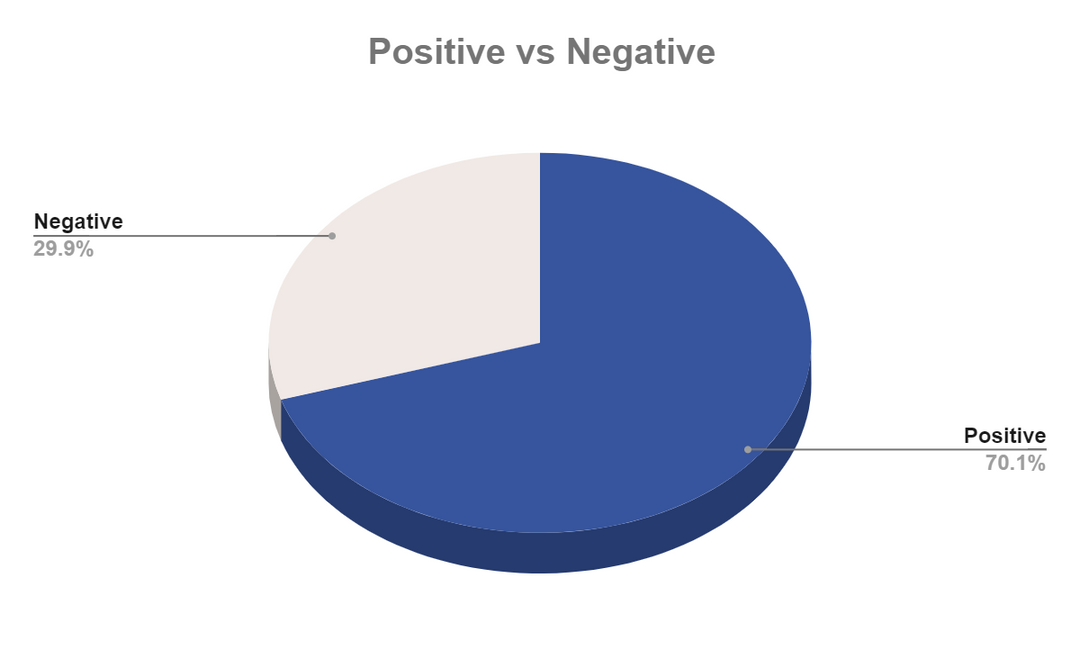 Positive vs Negative
Negative
29.9%
Positive
70.1%